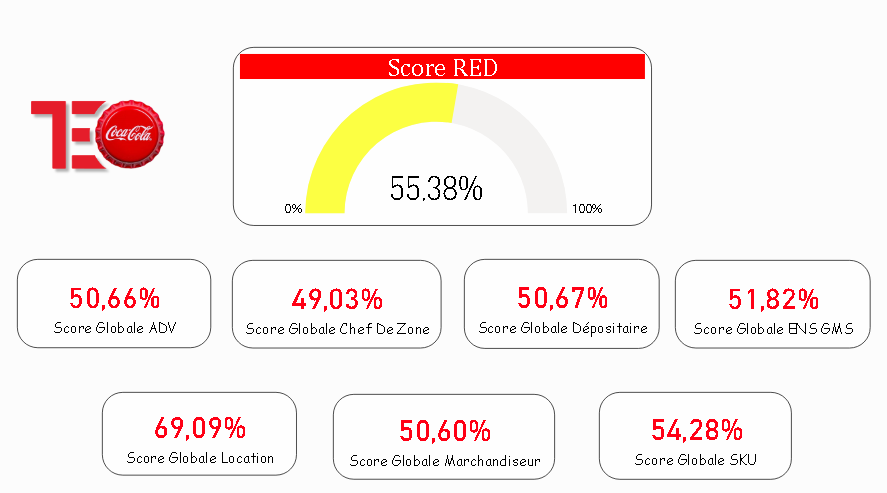 Score RED
TEO
Coca-Cola
55,38%
0%
100%
50,66%
Score Globale ADV
49,03%
Score Globale Chef De Zone
50,67%
Score Globale Dépositaire
51,82%
Score Globale ENS GMS
69,09%
Score Globale Location
50,60%
Score Globale Marchandiseur
54,28%
Score Globale SKU